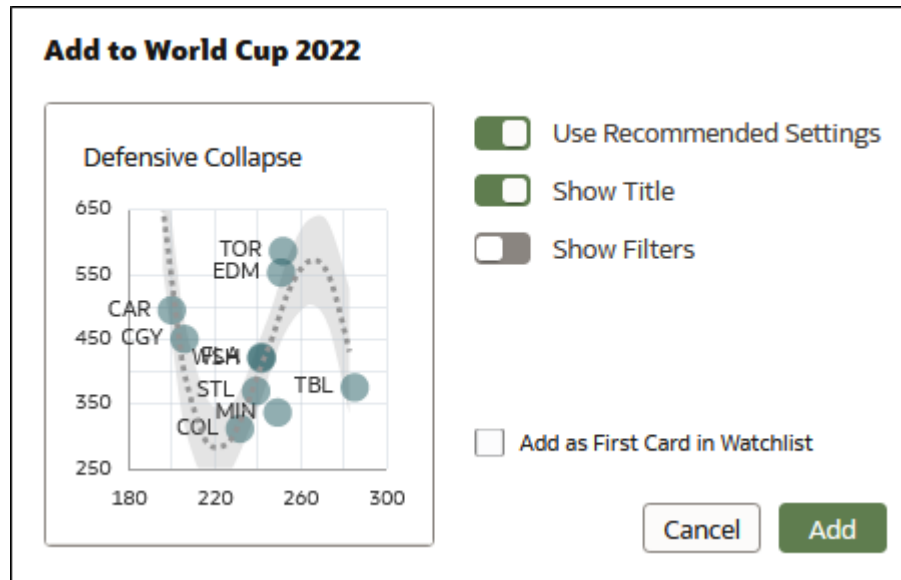 Add to World Cup 2022
Defensive Collapse
650
550
450
350
250
180 220 260 300
TOR
EDM
CAR
CGY
WSH
FLA
STL
TBL
MIN
COL
Use Recommended Settings
Show Title
Show Filters
Add as First Card in Watchlist
Cancel
Add